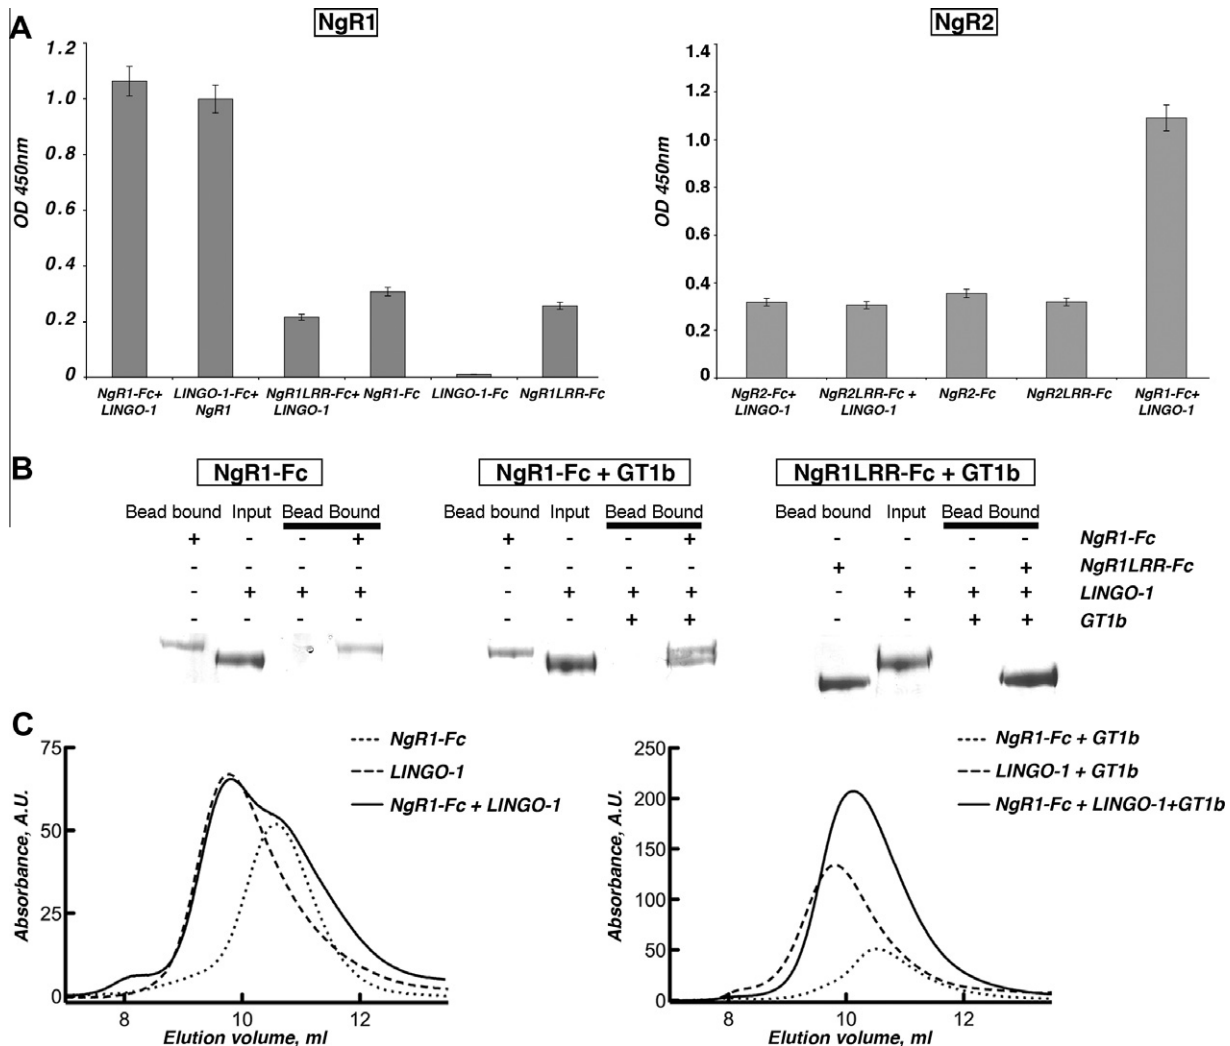 A
NgR1
OD 450nm
1.2
1.0
0.8
0.6
0.4
0.2
0
NgR1-Fc+ LINGO-1-Fc+ NgR1LRR-Fc+ NgR1-Fc LINGO-1-Fc NgR1LRR-Fc
LINGO-1 NgR1 LINGO-1
NgR2
OD 450nm
1.4
1.2
1.0
0.8
0.6
0.4
0.2
0
NgR2-Fc+ NgR2LRR-Fc + NgR2-Fc NgR2LRR-Fc NgR1-Fc+
LINGO-1 LINGO-1 LINGO-1
B
NgR1-Fc NgR1-Fc + GT1b NgR1LRR-Fc + GT1b
Bead bound Input Bead Bound Bead bound Input Bead Bound Bead bound Input Bead Bound
+ - - + + - - + - - - - NgR1-Fc
- - - - - - - - + - - + NgR1LRR-Fc
- + + + - + + + - + + + LINGO-1
- - - - - - + + - - + + GT1b
C
75
50
25
0
Absorbance, A.U.
8 10 12
Elution volume, ml
NgR1-Fc
LINGO-1
NgR1-Fc + LINGO-1
250
200
150
100
50
0
Absorbance, A.U.
8 10 12
Elution volume, ml
NgR1-Fc + GT1b
LINGO-1 + GT1b
NgR1-Fc + LINGO-1+GT1b